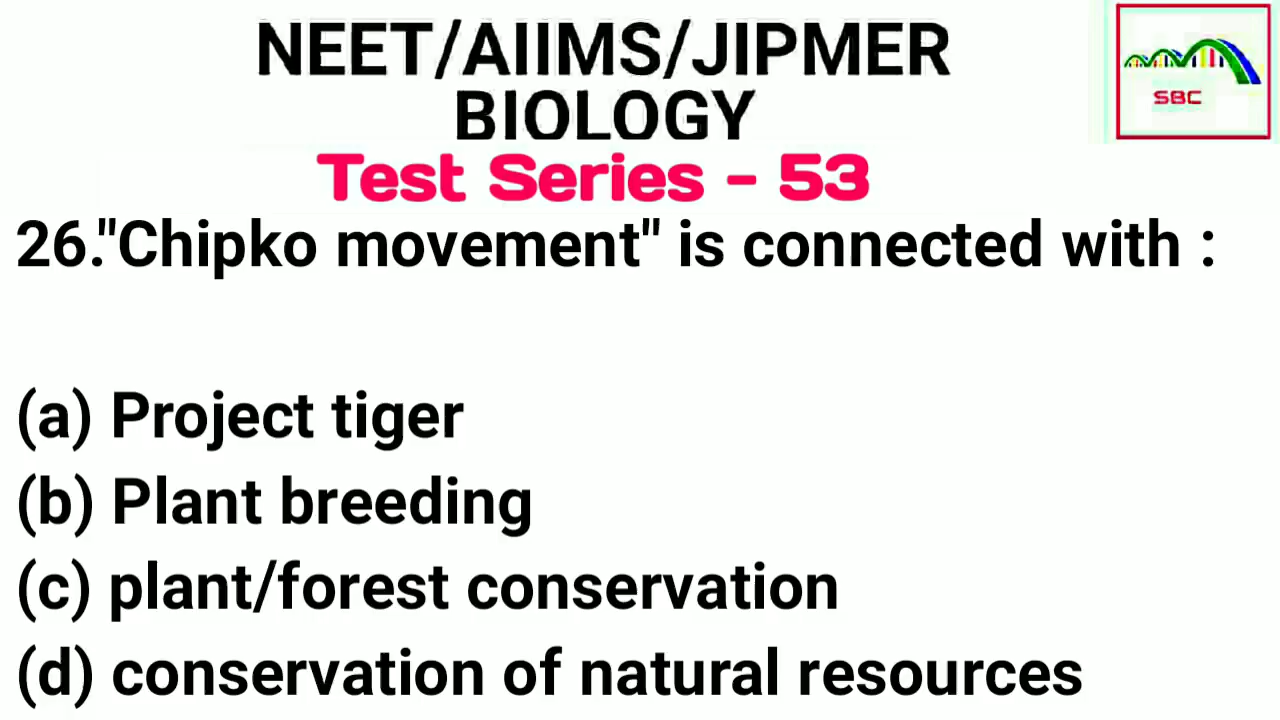 NEET/AIIMS/JIPMER
BIOLOGY
SBC
Test Series - 53
26."Chipko movement" is connected with :
(a) Project tiger
(b) Plant breeding
(c) plant/forest conservation
(d) conservation of natural resources